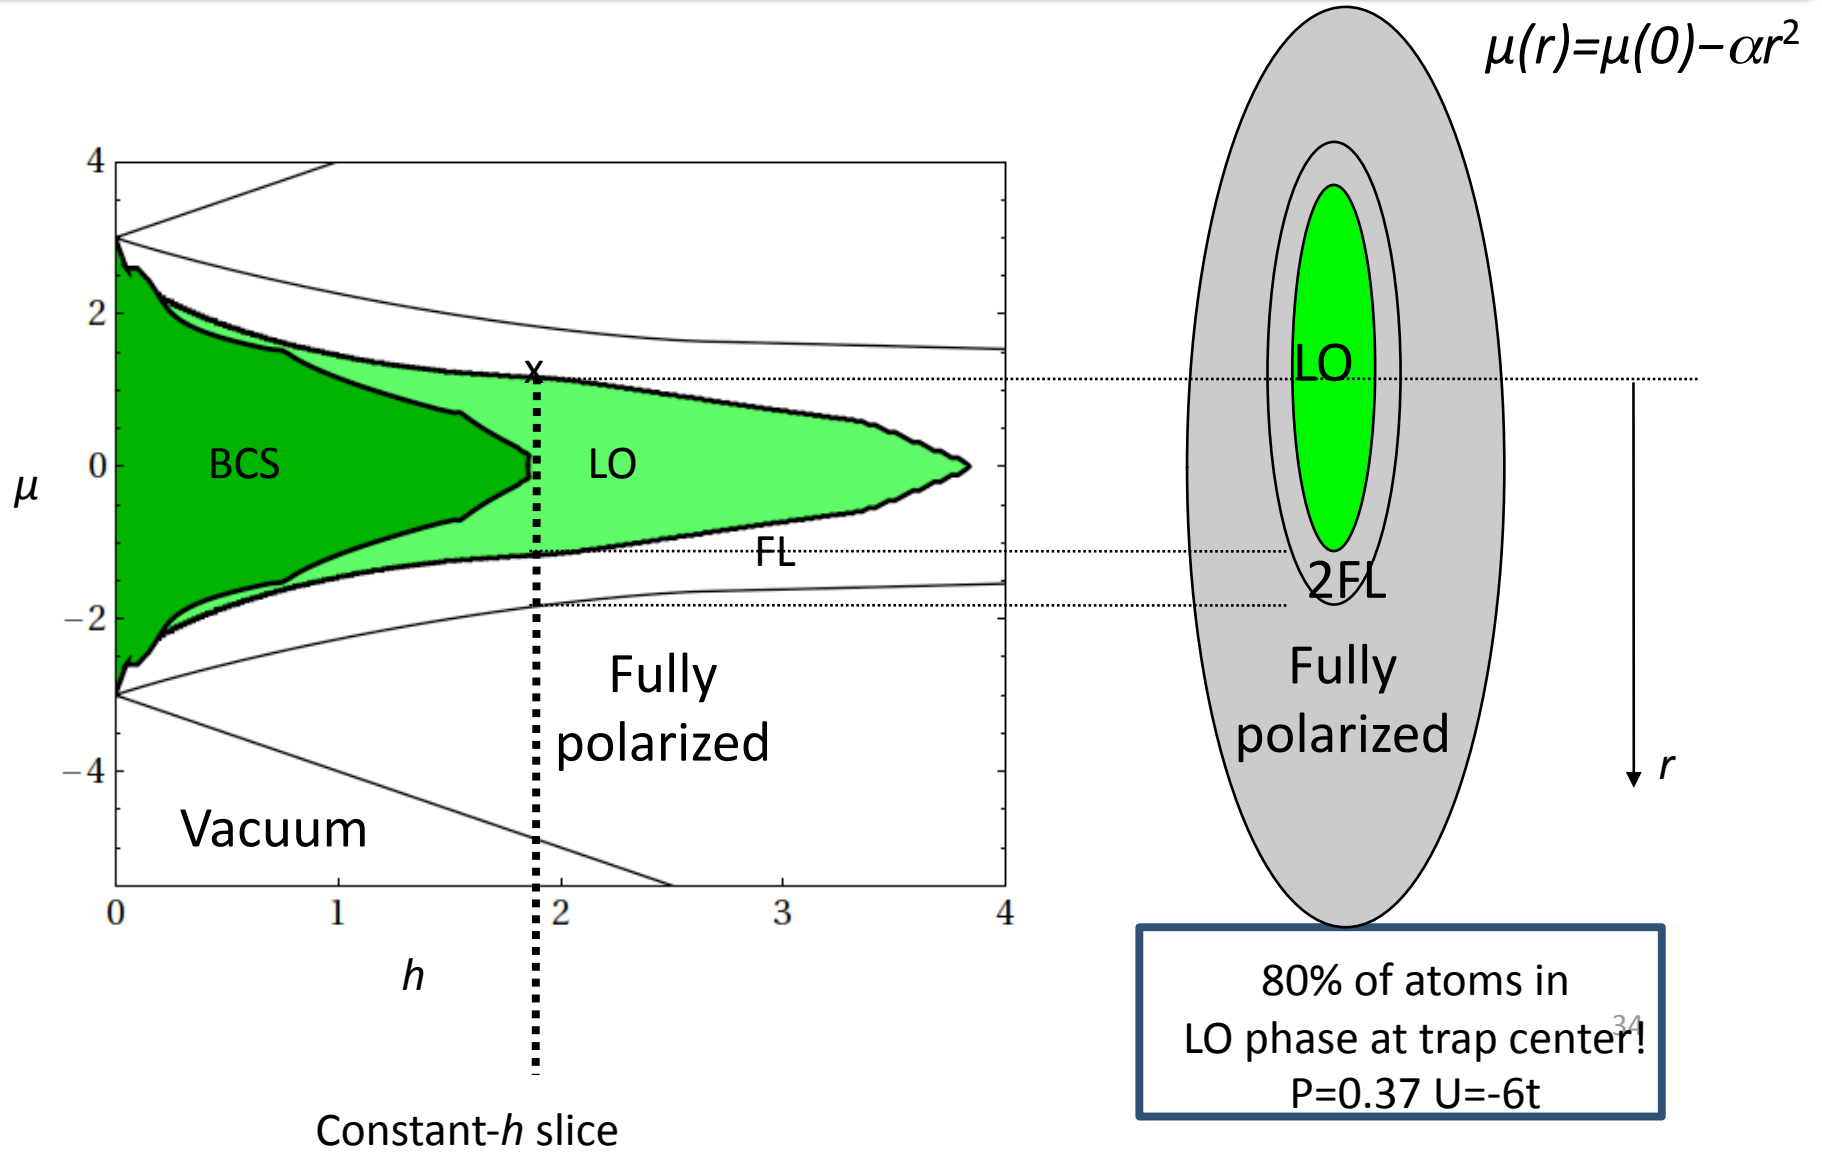 μ(r)=μ(0)−αr²
4
2
0
−2
−4
μ
BCS
LO
x
FL
Fully
polarized
Vacuum
0 1 2 3 4
h
Constant-h slice
LO
2FL
Fully
polarized
r
80% of atoms in
LO phase at trap center!
34
P=0.37 U=-6t